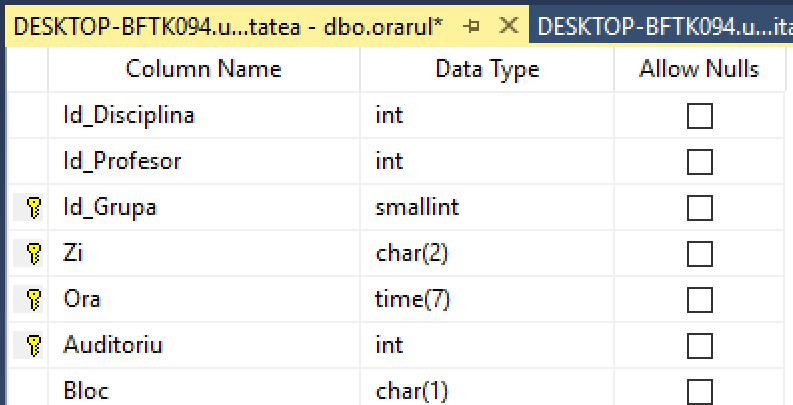 DESKTOP-BFTK094.u...tatea - dbo.orarul* DESKTOP-BFTK094.u...ita
Column Name Data Type Allow Nulls
Id_Disciplina int
Id_Profesor int
Id_Grupa smallint
Zi char(2)
Ora time(7)
Auditoriu int
Bloc char(1)